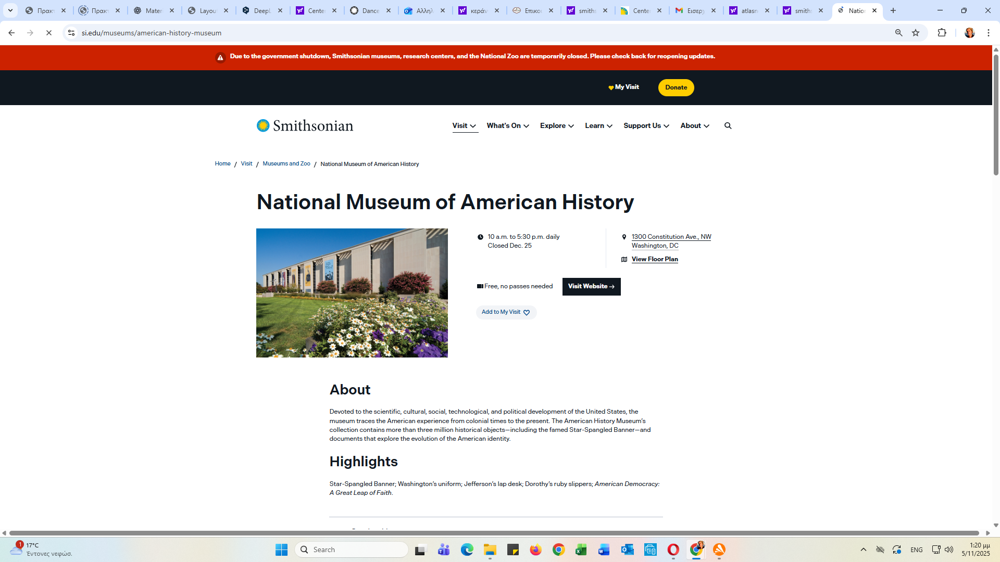 Πρακτ
Πρακτ
Mater
Layou
DeepL
Cente
Dance
Αλλη
κεράν
Επικοι
smiths
Center
Εισερχ
atlasn
smiths
Natio
si.edu/museums/american-history-museum
Due to the government shutdown, Smithsonian museums, research centers, and the National Zoo are temporarily closed. Please check back for reopening updates.
My Visit
Donate
Smithsonian
Visit
What's On
Explore
Learn
Support Us
About
Home / Visit / Museums and Zoo / National Museum of American History
National Museum of American History
10 a.m. to 5:30 p.m. daily
Closed Dec. 25
1300 Constitution Ave., NW
Washington, DC
View Floor Plan
Free, no passes needed
Visit Website →
Add to My Visit
About
Devoted to the scientific, cultural, social, technological, and political development of the United States, the
museum traces the American experience from colonial times to the present. The American History Museum’s
collection contains more than three million historical objects—including the famed Star-Spangled Banner—and
documents that explore the evolution of the American identity.
Highlights
Star-Spangled Banner; Washington’s uniform; Jefferson’s lap desk; Dorothy’s ruby slippers; American Democracy:
A Great Leap of Faith.
1
17°C
Έντονες νεφώσ.
Search
ENG
1:20 μμ
5/11/2025